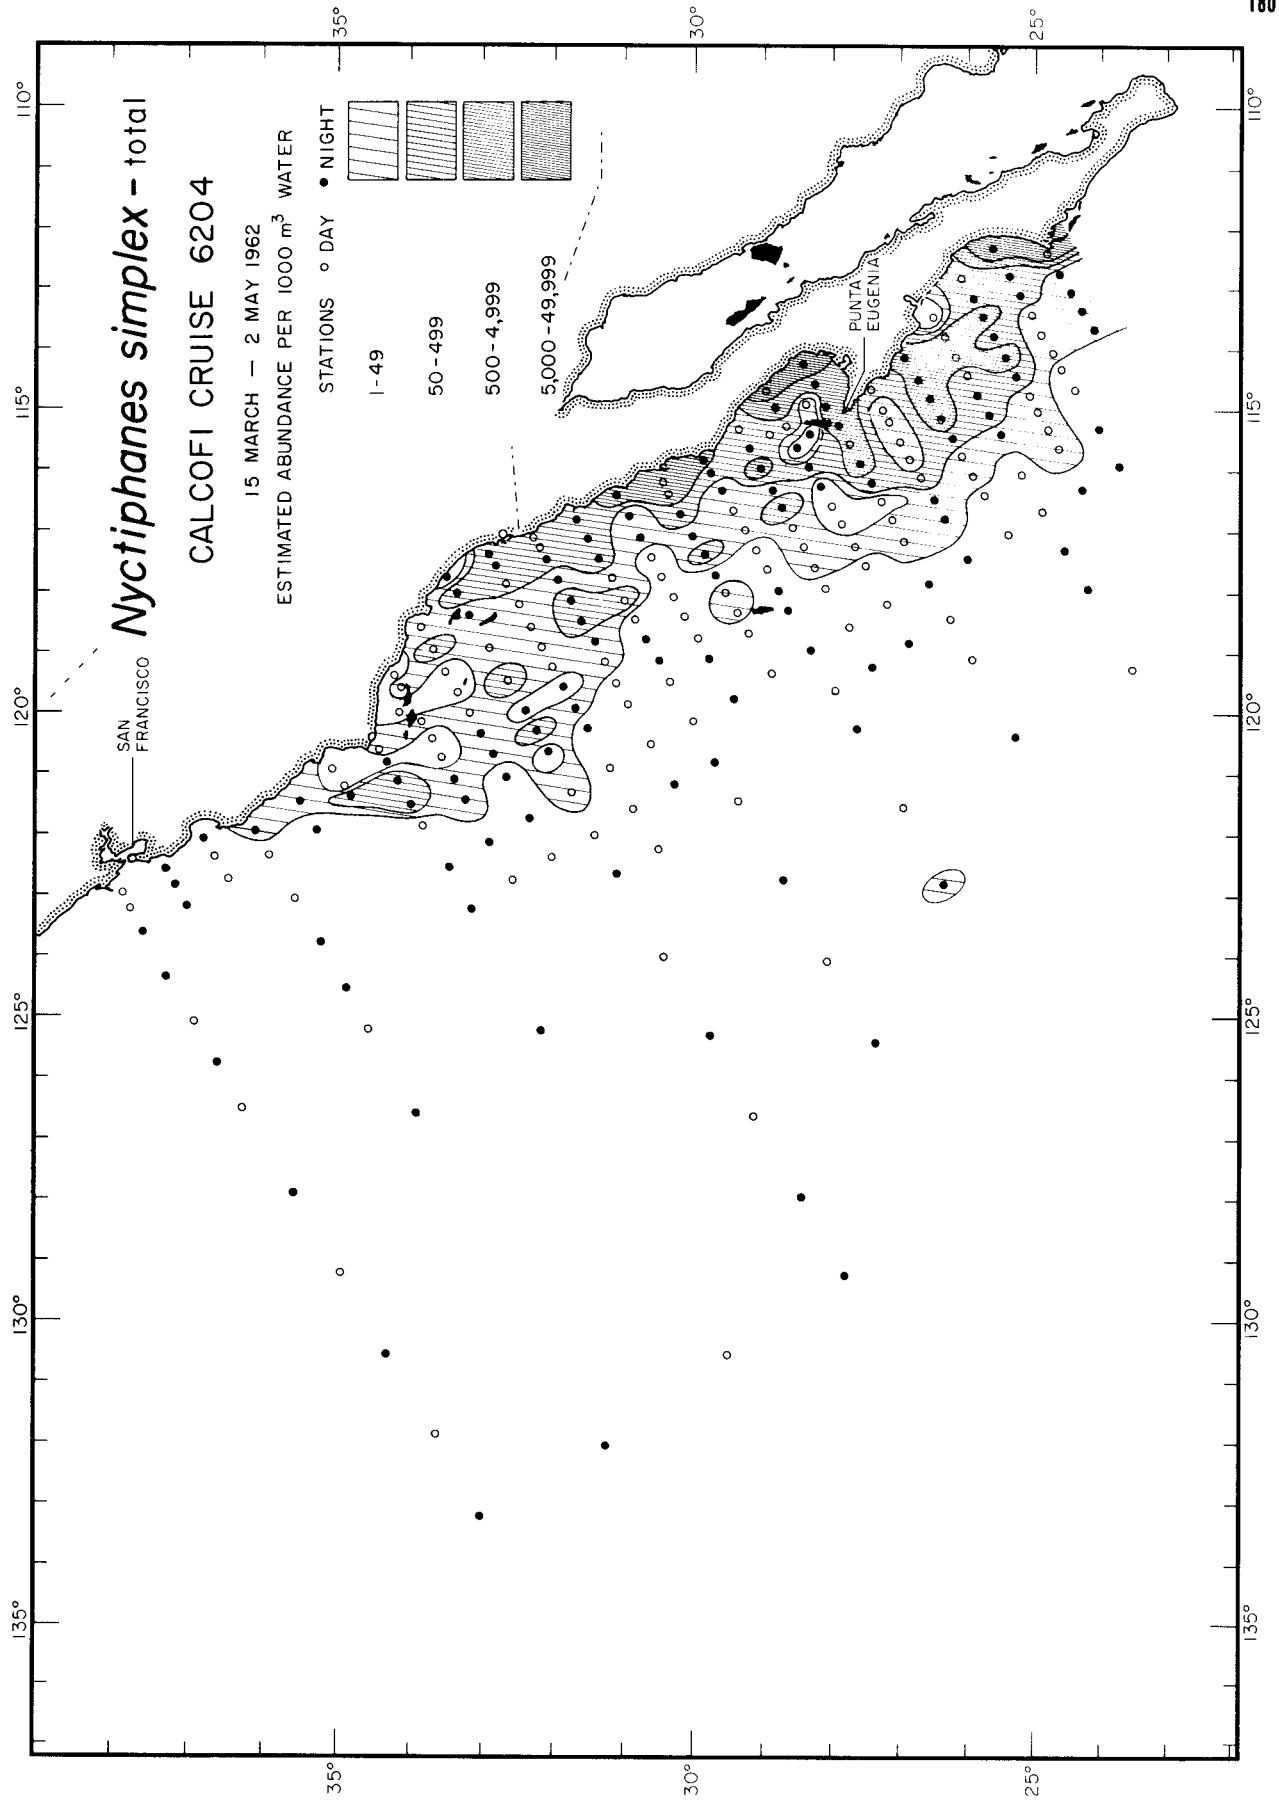 180
Nyctiphanes simplex – total
CALCOFI CRUISE 6204
15 MARCH — 2 MAY 1962
ESTIMATED ABUNDANCE PER 1000 m³ WATER
STATIONS ○ DAY ● NIGHT
1-49
50-499
500-4,999
5,000-49,999
SAN
FRANCISCO
PUNTA
EUGENIA
35°
30°
25°
110°
115°
120°
125°
130°
135°
110°
115°
120°
125°
130°
135°
35°
30°
25°